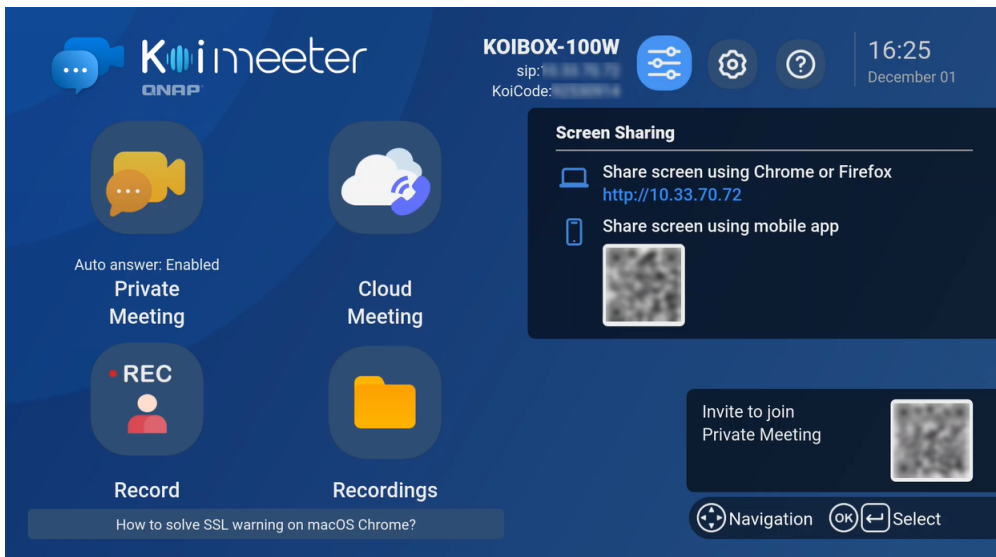 Koimeeter
QNAP
KOIBOX-100W
sip:
KoiCode:
16:25
December 01
Auto answer: Enabled
Private
Meeting
Cloud
Meeting
REC
Record
Recordings
How to solve SSL warning on macOS Chrome?
Screen Sharing
Share screen using Chrome or Firefox
http://10.33.70.72
Share screen using mobile app
Invite to join
Private Meeting
Navigation OK Select